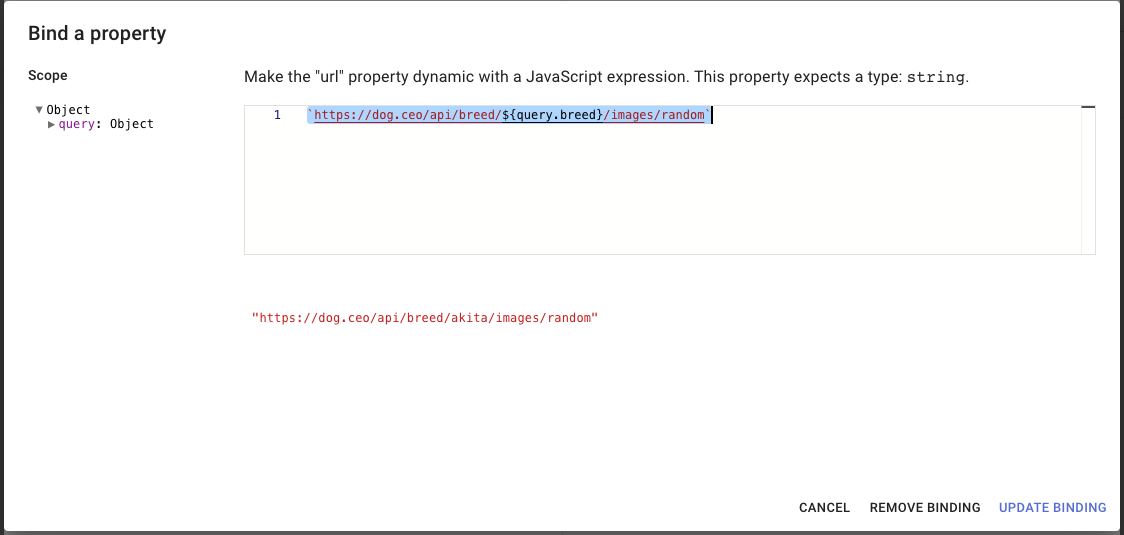 Bind a property
Scope
Make the "url" property dynamic with a JavaScript expression. This property expects a type: string.
▼ Object
▶ query: Object
1 `https://dog.ceo/api/breed/${query.breed}/images/random`
"https://dog.ceo/api/breed/akita/images/random"
CANCEL REMOVE BINDING UPDATE BINDING